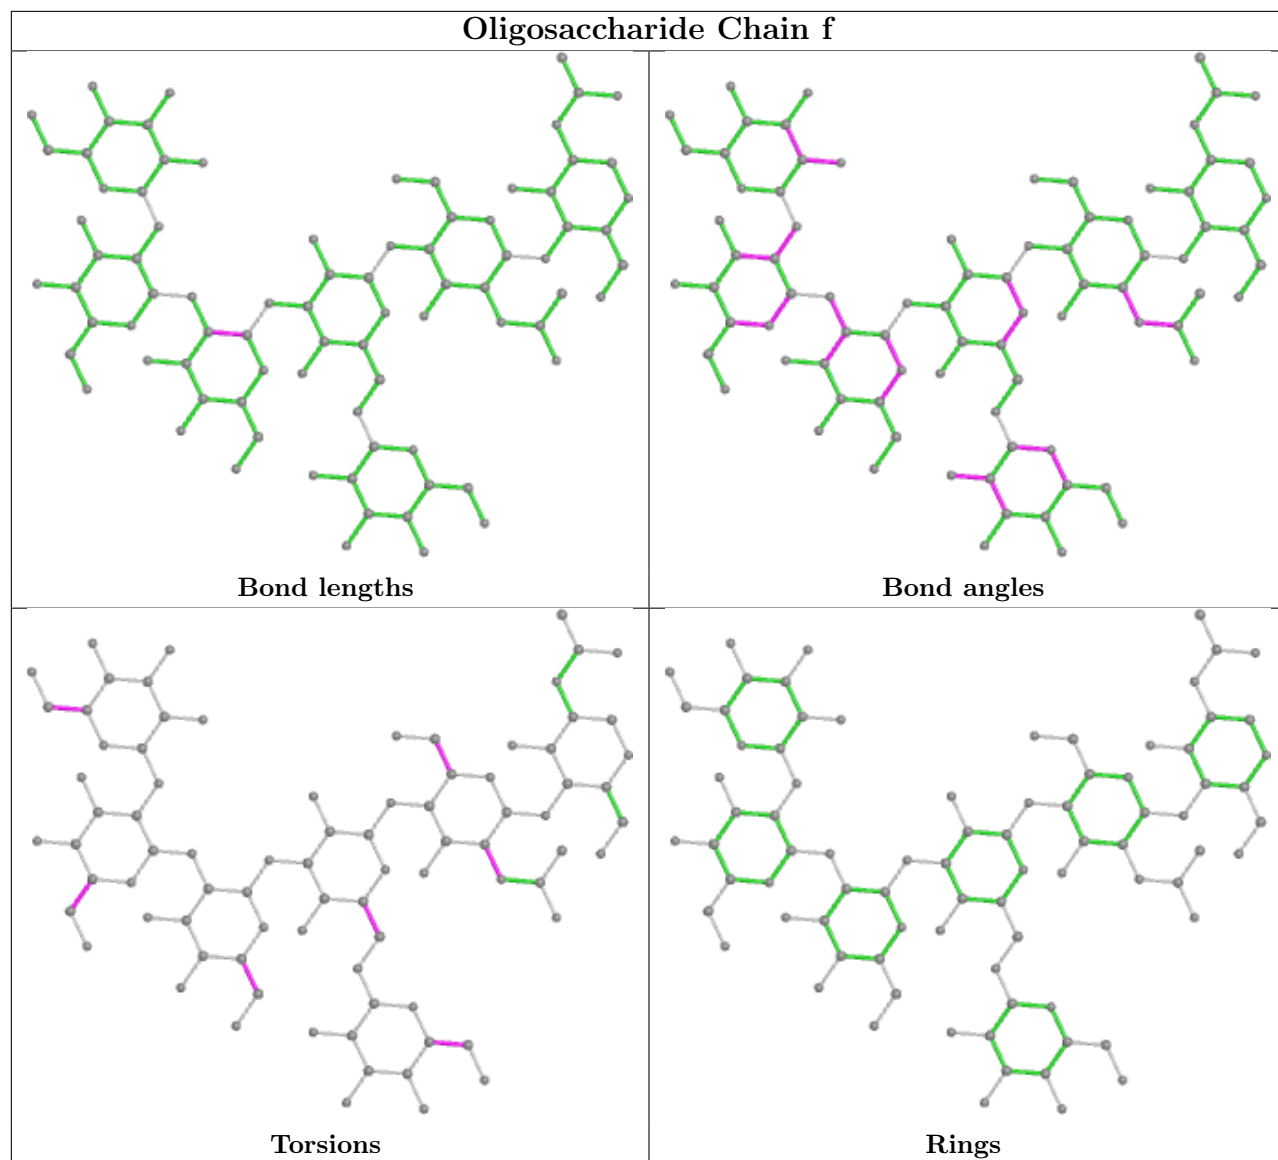 Oligosaccharide Chain f
Bond lengths
Bond angles
Torsions
Rings